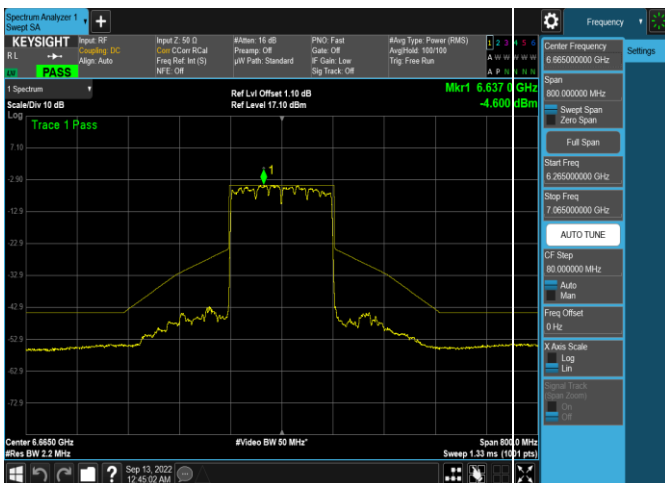 Spectrum Analyzer 1
Swept SA
Frequency
KEYSIGHT
R L
LW
PASS
Input: RF
Coupling: DC
Align: Auto
Input Z: 50 Ω
Corr CCorr RCal
Freq Ref: Int (S)
NFE: Off
#Atten: 16 dB
Preamp: Off
µW Path: Standard
PNO: Fast
Gate: Off
IF Gain: Low
Sig Track: Off
#Avg Type: Power (RMS)
Avg|Hold: 100/100
Trig: Free Run
1 2 3 4 5 6
A W W W W W
A P N N N N
1 Spectrum
Scale/Div 10 dB
Log
Ref Lvl Offset 1.10 dB
Ref Level 17.10 dBm
Mkr1 6.637 0 GHz
-4.600 dBm
Trace 1 Pass
1
7.10
-2.90
-12.9
-22.9
-32.9
-42.9
-52.9
-62.9
-72.9
Center 6.6650 GHz
#Res BW 2.2 MHz
#Video BW 50 MHz*
Span 800.0 MHz
Sweep 1.33 ms (1001 pts)
Sep 13, 2022
12:45:02 AM
Center Frequency
6.665000000 GHz
Settings
Span
800.000000 MHz
Swept Span
Zero Span
Full Span
Start Freq
6.265000000 GHz
Stop Freq
7.065000000 GHz
AUTO TUNE
CF Step
80.000000 MHz
Auto
Man
Freq Offset
0 Hz
X Axis Scale
Log
Lin
Signal Track
(Span Zoom)
On
Off